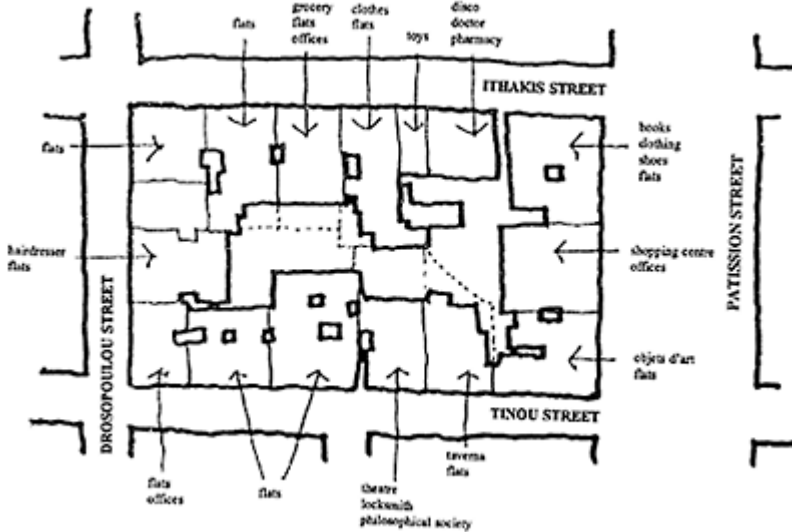 flats
grocery
flats
offices
clothes
flats
toys
disco
doctor
pharmacy
ITHAKIS STREET
books
clothing
shoes
flats
flats
hairdresser
flats
shopping centre
offices
PATISSION STREET
DROSOPOULOU STREET
objets d'art
flats
TINOU STREET
flats
offices
flats
theatre
locksmith
philosophical society
taverna
flats